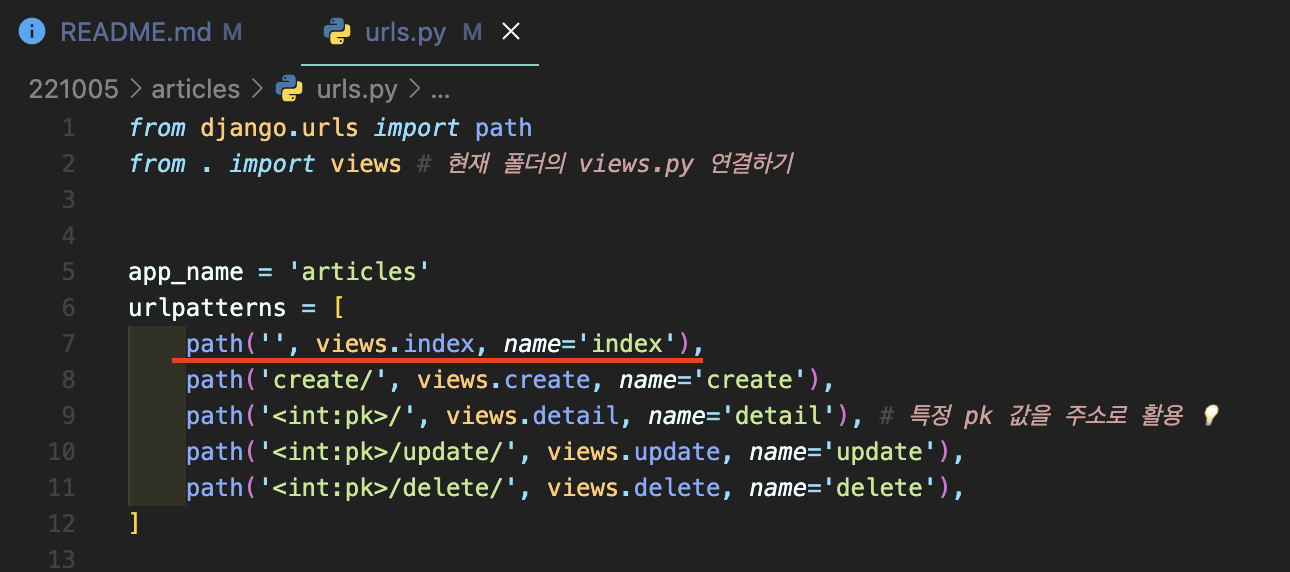 README.md M urls.py M
221005 > articles > urls.py > ...
1 from django.urls import path
2 from . import views # 현재 폴더의 views.py 연결하기
3
4
5 app_name = 'articles'
6 urlpatterns = [
7 path('', views.index, name='index'),
8 path('create/', views.create, name='create'),
9 path('<int:pk>/', views.detail, name='detail'), # 특정 pk 값을 주소로 활용 💡
10 path('<int:pk>/update/', views.update, name='update'),
11 path('<int:pk>/delete/', views.delete, name='delete'),
12 ]
13